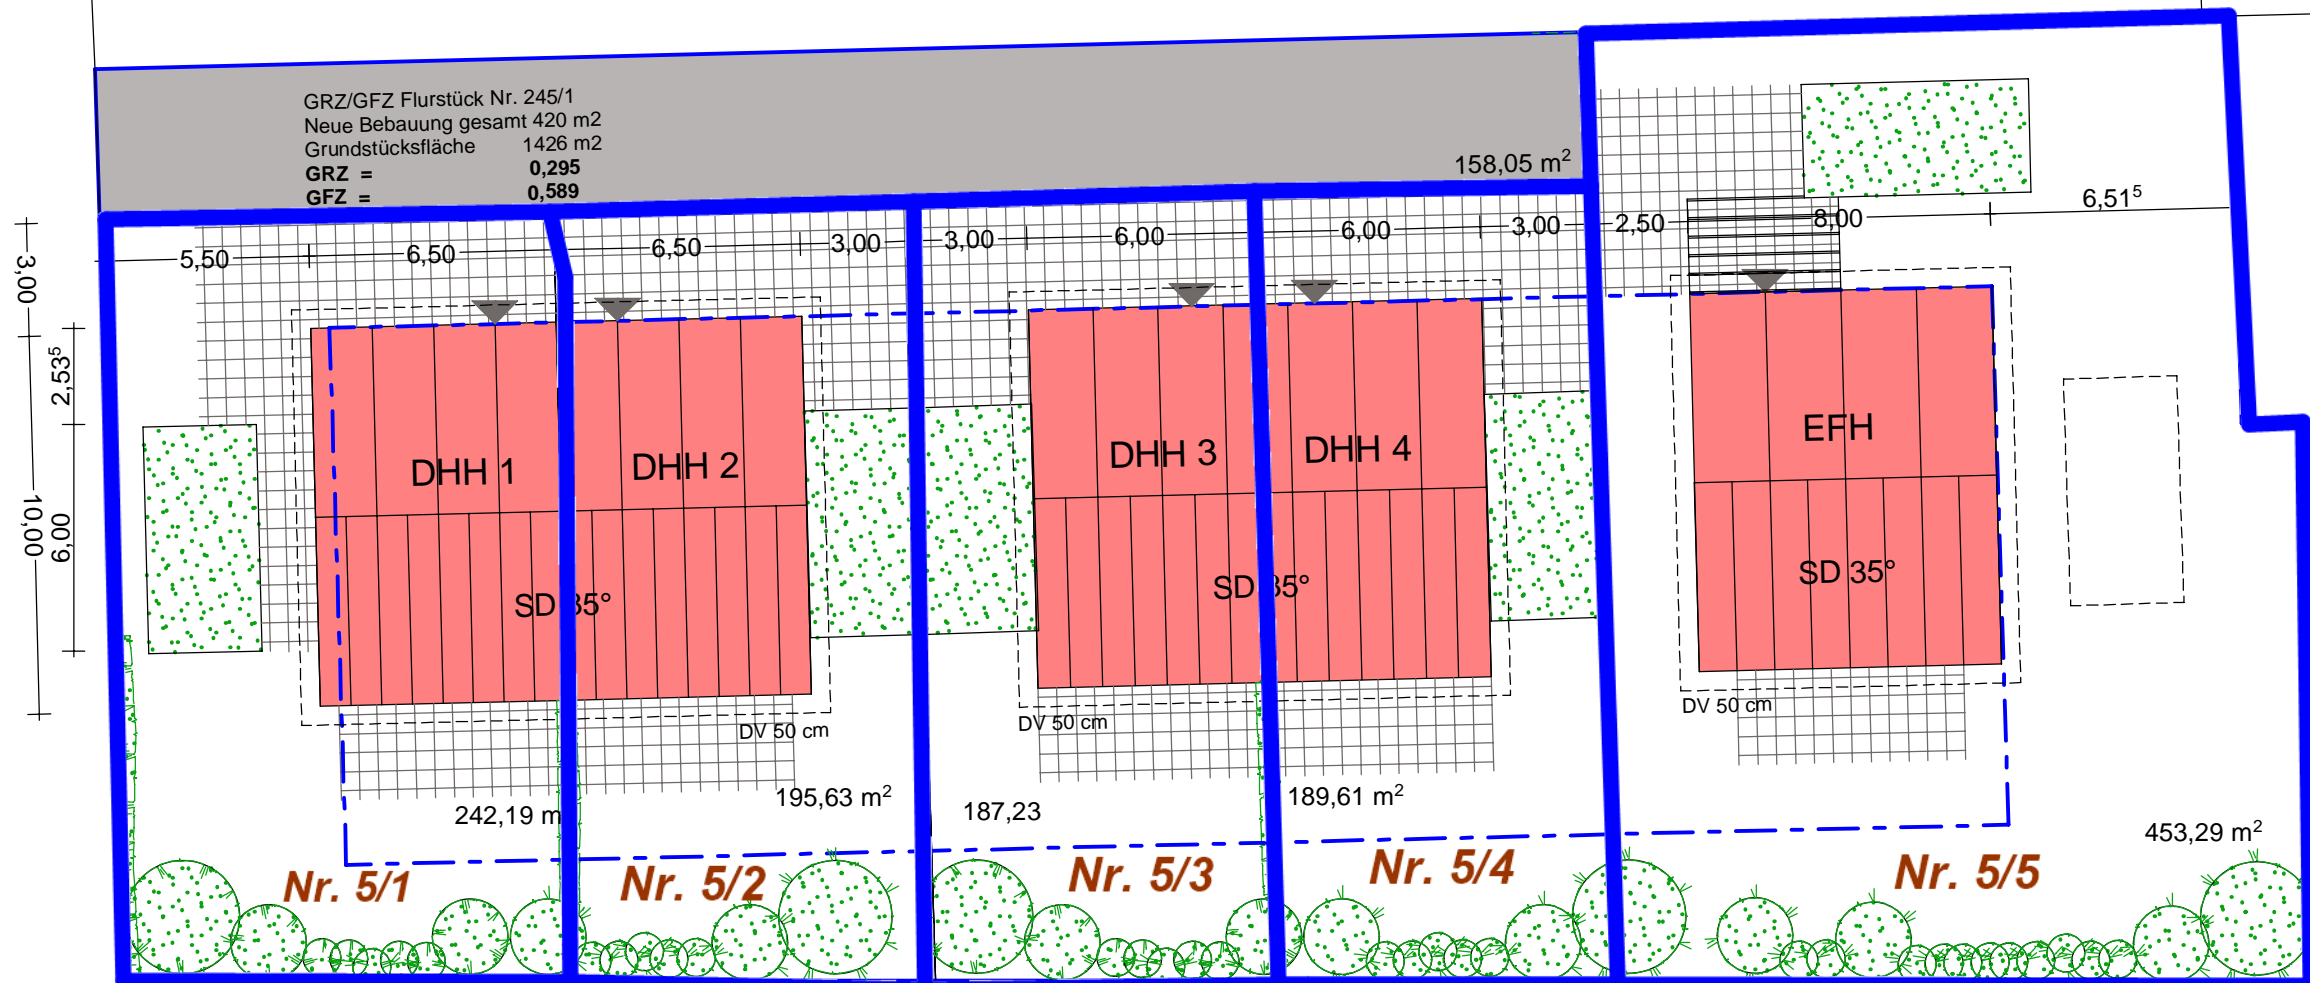 GRZ/GFZ Flurstück Nr. 245/1
Neue Bebauung gesamt 420 m2
Grundstücksfläche 1426 m2
GRZ = 0,295
GFZ = 0,589
158,05 m²
5,50 6,50 6,50 3,00 3,00 6,00 6,00 3,00 2,50 8,00 6,51⁵
3,00
2,53⁵
10,00
6,00
DHH 1
DHH 2
DHH 3
DHH 4
EFH
SD 35°
SD 35°
SD 35°
DV 50 cm
DV 50 cm
DV 50 cm
242,19 m
195,63 m²
187,23
189,61 m²
453,29 m²
Nr. 5/1
Nr. 5/2
Nr. 5/3
Nr. 5/4
Nr. 5/5